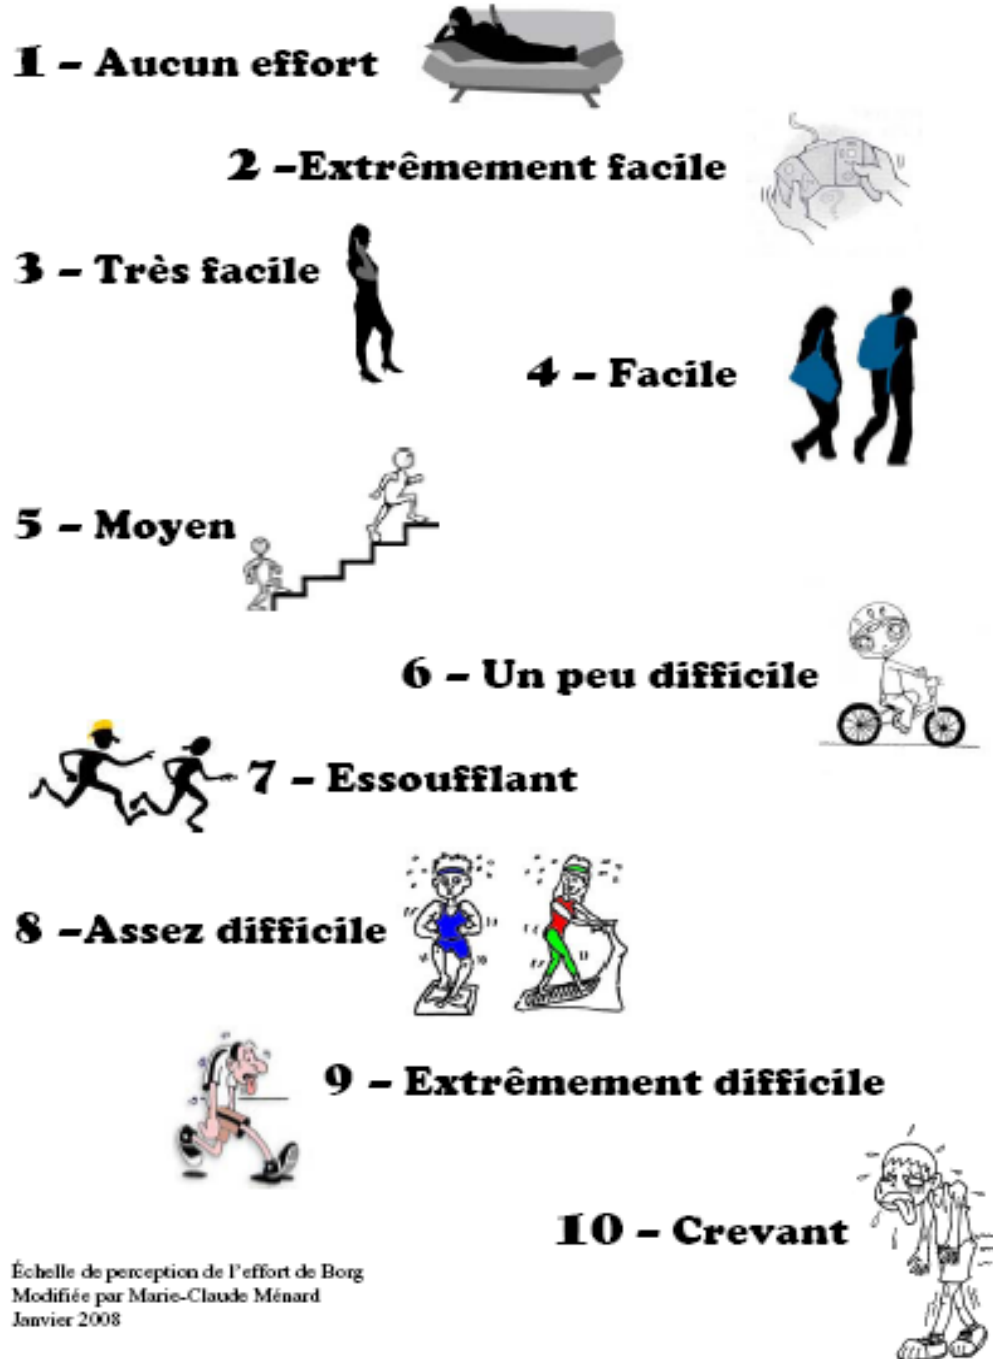 1 – Aucun effort
2 –Extrêmement facile
3 – Très facile
4 – Facile
5 – Moyen
6 – Un peu difficile
7 – Essoufflant
8 –Assez difficile
9 – Extrêmement difficile
10 – Crevant
Échelle de perception de l'effort de Borg
Modifiée par Marie-Claude Ménard
Janvier 2008